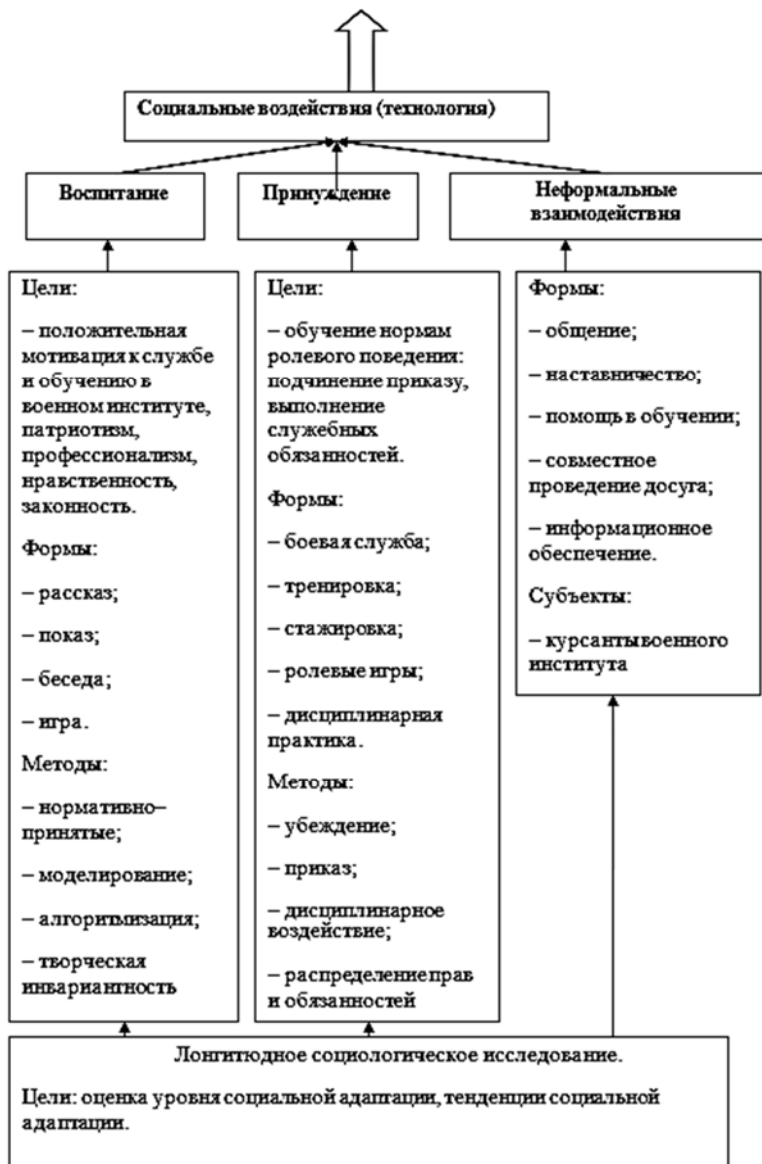 Социальные воздействия (технология)
Воспитание
Принуждение
Неформальные
взаимодействия
Цели:
– положительная
мотивация к службе
и обучению в
военном институте,
патриотизм,
профессионализм,
нравственность,
законность.
Формы:
– рассказ;
– показ;
– беседа;
– игра.
Методы:
– нормативно–
принятые;
– моделирование;
– алгоритмизация;
– творческая
инвариантность
Цели:
– обучение нормам
ролевого поведения:
подчинение приказу,
выполнение
служебных
обязанностей.
Формы:
– боевая служба;
– тренировка;
– стажировка;
– ролевые игры;
– дисциплинарная
практика.
Методы:
– убеждение;
– приказ;
– дисциплинарное
воздействие;
– распределение прав
и обязанностей
Формы:
– общение;
– наставничество;
– помощь в обучении;
– совместное
проведение досуга;
– информационное
обеспечение.
Субъекты:
– курсанты военного
института
Лонгитюдное социологическое исследование.
Цели: оценка уровня социальной адаптации, тенденции социальной
адаптации.